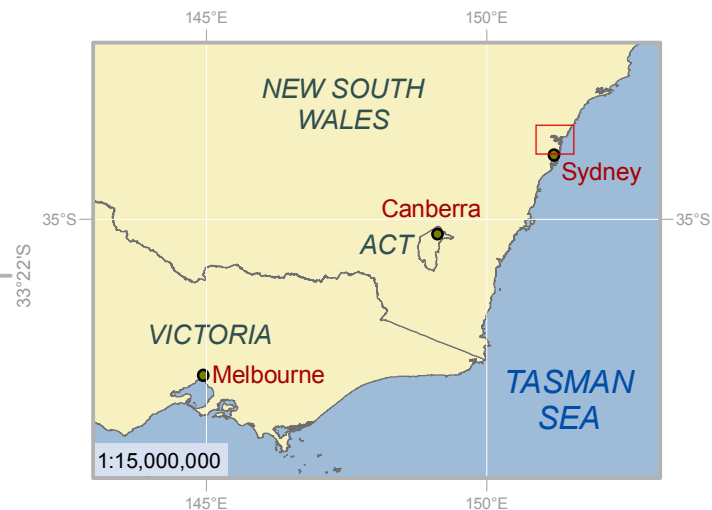 145°E
150°E
NEW SOUTH
WALES
Sydney
Canberra
35°S
35°S
ACT
33°22'S
VICTORIA
Melbourne
TASMAN
SEA
1:15,000,000
145°E
150°E